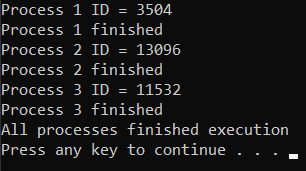 Process 1 ID = 3504
Process 1 finished
Process 2 ID = 13096
Process 2 finished
Process 3 ID = 11532
Process 3 finished
All processes finished execution
Press any key to continue . . .